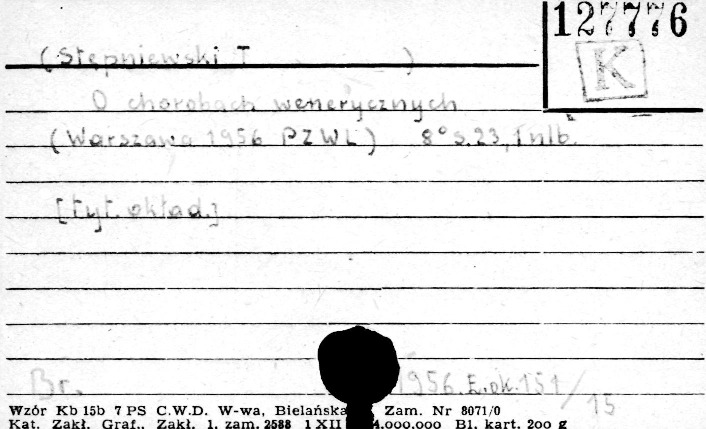 127776
K
(Stępniewski T )
O chorobach wenerycznych
(Warszawa 1956 PZWL) 8° s.23, 1 nlb.
[tyt. okład.]
Br. 1956.E.ok.151/15
Wzór Kb 15b 7 PS C.W.D. W-wa, Bielańska Zam. Nr 8071/0
Kat. Zakł. Graf., Zakł. 1. zam. 2588 1 XII 4.000.000 B1. kart. 200 g